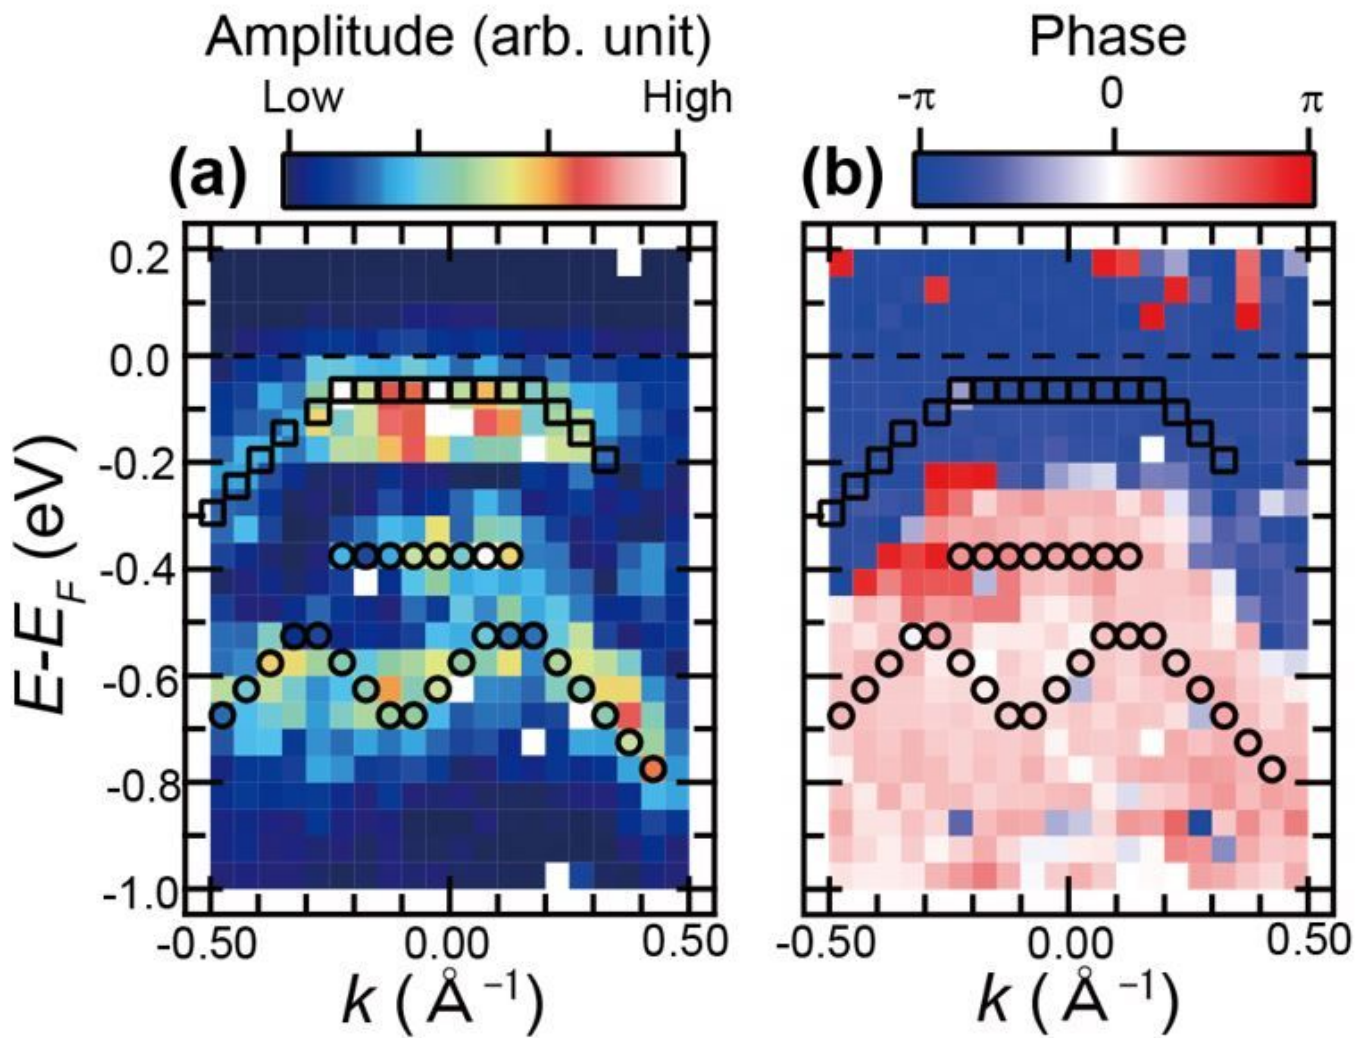 Amplitude (arb. unit)
Phase
Low
High
-π
0
π
(a)
(b)
0.2
0.0
-0.2
-0.4
-0.6
-0.8
-1.0
E-E_F (eV)
-0.50
0.00
0.50
-0.50
0.00
0.50
k ( Å⁻¹)
k ( Å⁻¹)